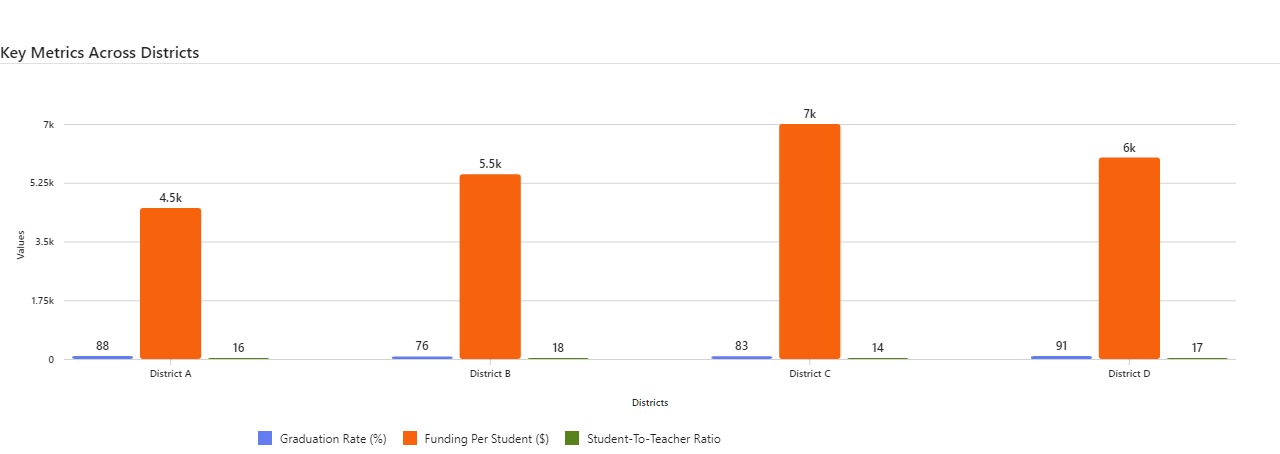 Key Metrics Across Districts
7k
5.25k
3.5k
1.75k
0
Values
88
4.5k
16
76
5.5k
18
83
7k
14
91
6k
17
District A
District B
District C
District D
Districts
Graduation Rate (%)
Funding Per Student ($)
Student-To-Teacher Ratio